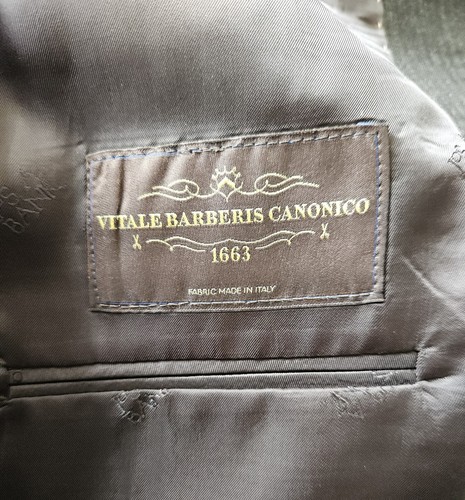 VITALE BARBERIS CANONICO
1663
FABRIC MADE IN ITALY